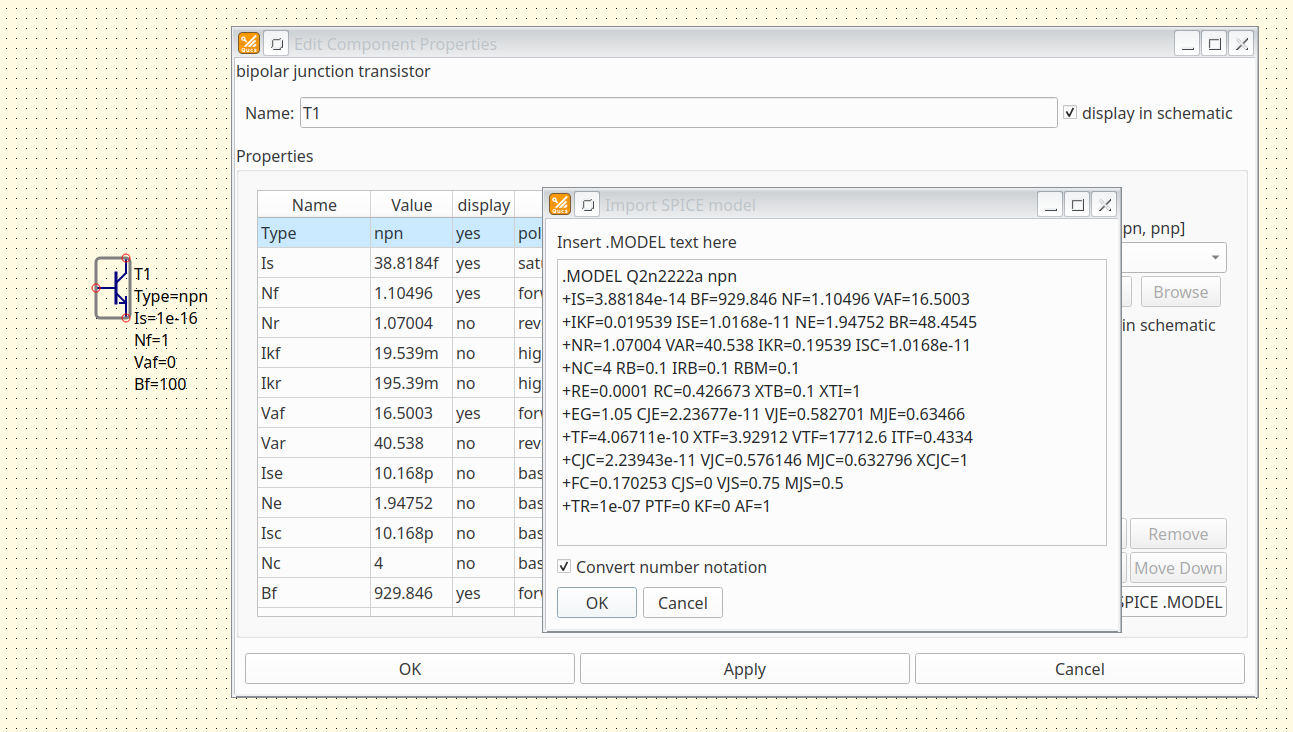 Edit Component Properties
bipolar junction transistor
Name: T1 display in schematic
Properties
Name Value display
Type npn yes pol
Is 38.8184f yes satu
Nf 1.10496 yes forw
Nr 1.07004 no rev
Ikf 19.539m no hig
Ikr 195.39m no hig
Vaf 16.5003 yes forw
Var 40.538 no rev
Ise 10.168p no bas
Ne 1.94752 no bas
Isc 10.168p no bas
Nc 4 no bas
Bf 929.846 yes forw
pn, pnp]
Browse
in schematic
Remove
Move Down
SPICE .MODEL
OK Apply Cancel
Import SPICE model
Insert .MODEL text here
.MODEL Q2n2222a npn
+IS=3.88184e-14 BF=929.846 NF=1.10496 VAF=16.5003
+IKF=0.019539 ISE=1.0168e-11 NE=1.94752 BR=48.4545
+NR=1.07004 VAR=40.538 IKR=0.19539 ISC=1.0168e-11
+NC=4 RB=0.1 IRB=0.1 RBM=0.1
+RE=0.0001 RC=0.426673 XTB=0.1 XTI=1
+EG=1.05 CJE=2.23677e-11 VJE=0.582701 MJE=0.63466
+TF=4.06711e-10 XTF=3.92912 VTF=17712.6 ITF=0.4334
+CJC=2.23943e-11 VJC=0.576146 MJC=0.632796 XCJC=1
+FC=0.170253 CJS=0 VJS=0.75 MJS=0.5
+TR=1e-07 PTF=0 KF=0 AF=1
Convert number notation
OK Cancel
T1
Type=npn
Is=1e-16
Nf=1
Vaf=0
Bf=100